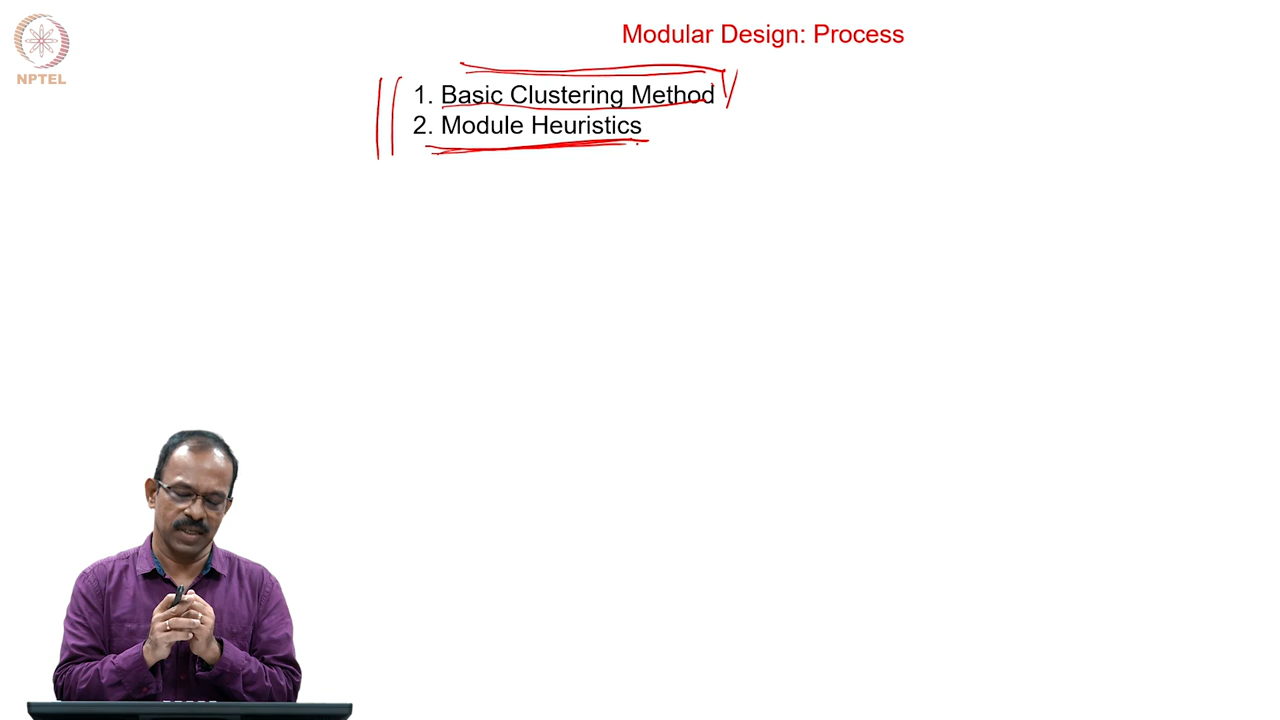 Modular Design: Process
NPTEL
1. Basic Clustering Method
2. Module Heuristics